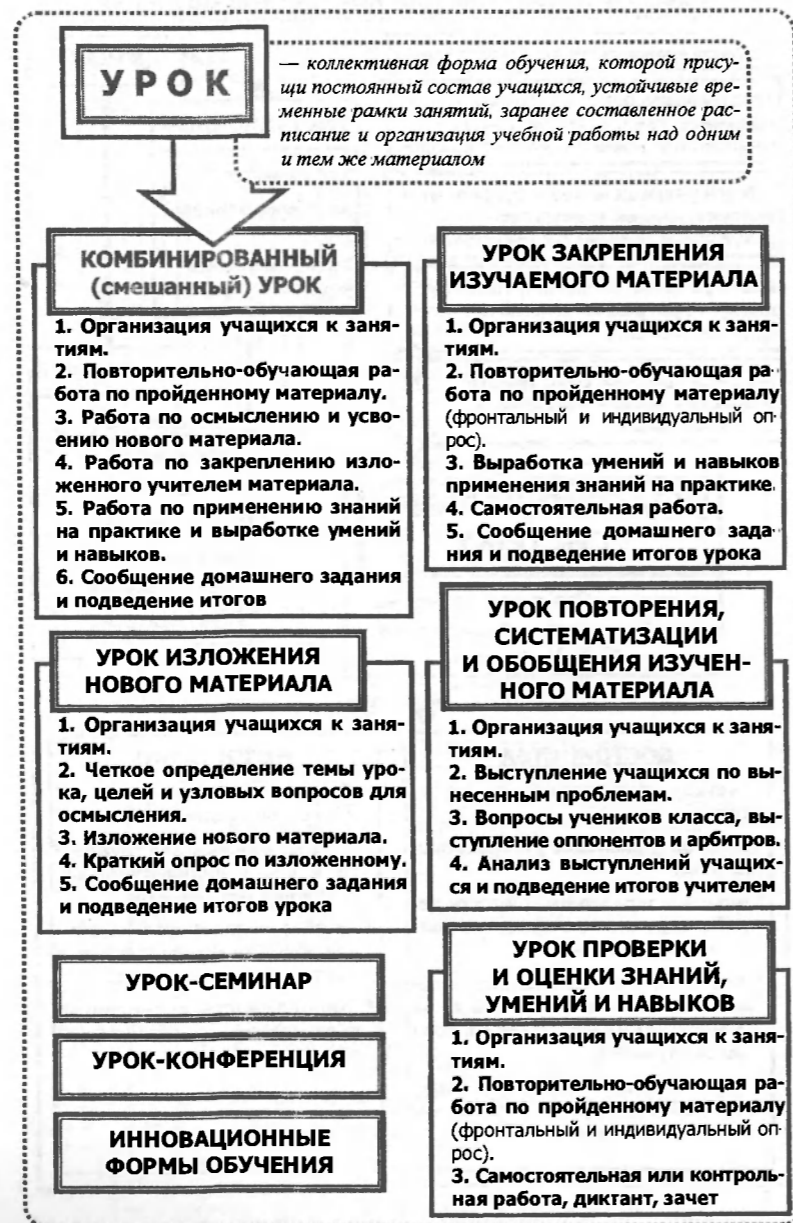 УРОК
— коллективная форма обучения, которой прису-
щи постоянный состав учащихся, устойчивые вре-
менные рамки занятий, заранее составленное рас-
писание и организация учебной работы над одним
и тем же материалом
КОМБИНИРОВАННЫЙ
(смешанный) УРОК
1. Организация учащихся к заня-
тиям.
2. Повторительно-обучающая ра-
бота по пройденному материалу.
3. Работа по осмыслению и усво-
ению нового материала.
4. Работа по закреплению изло-
женного учителем материала.
5. Работа по применению знаний
на практике и выработке умений
и навыков.
6. Сообщение домашнего задания
и подведение итогов
УРОК ИЗЛОЖЕНИЯ
НОВОГО МАТЕРИАЛА
1. Организация учащихся к заня-
тиям.
2. Четкое определение темы уро-
ка, целей и узловых вопросов для
осмысления.
3. Изложение нового материала.
4. Краткий опрос по изложенному.
5. Сообщение домашнего задания
и подведение итогов урока
УРОК-СЕМИНАР
УРОК-КОНФЕРЕНЦИЯ
ИННОВАЦИОННЫЕ
ФОРМЫ ОБУЧЕНИЯ
УРОК ЗАКРЕПЛЕНИЯ
ИЗУЧАЕМОГО МАТЕРИАЛА
1. Организация учащихся к заня-
тиям.
2. Повторительно-обучающая ра-
бота по пройденному материалу
(фронтальный и индивидуальный оп-
рос).
3. Выработка умений и навыков
применения знаний на практике.
4. Самостоятельная работа.
5. Сообщение домашнего зада-
ния и подведение итогов урока
УРОК ПОВТОРЕНИЯ,
СИСТЕМАТИЗАЦИИ
И ОБОБЩЕНИЯ ИЗУЧЕН-
НОГО МАТЕРИАЛА
1. Организация учащихся к заня-
тиям.
2. Выступление учащихся по вы-
несенным проблемам.
3. Вопросы учеников класса, вы-
ступление оппонентов и арбитров.
4. Анализ выступлений учащих-
ся и подведение итогов учителем
УРОК ПРОВЕРКИ
И ОЦЕНКИ ЗНАНИЙ,
УМЕНИЙ И НАВЫКОВ
1. Организация учащихся к заня-
тиям.
2. Повторительно-обучающая ра-
бота по пройденному материалу
(фронтальный и индивидуальный оп-
рос).
3. Самостоятельная или контроль-
ная работа, диктант, зачет